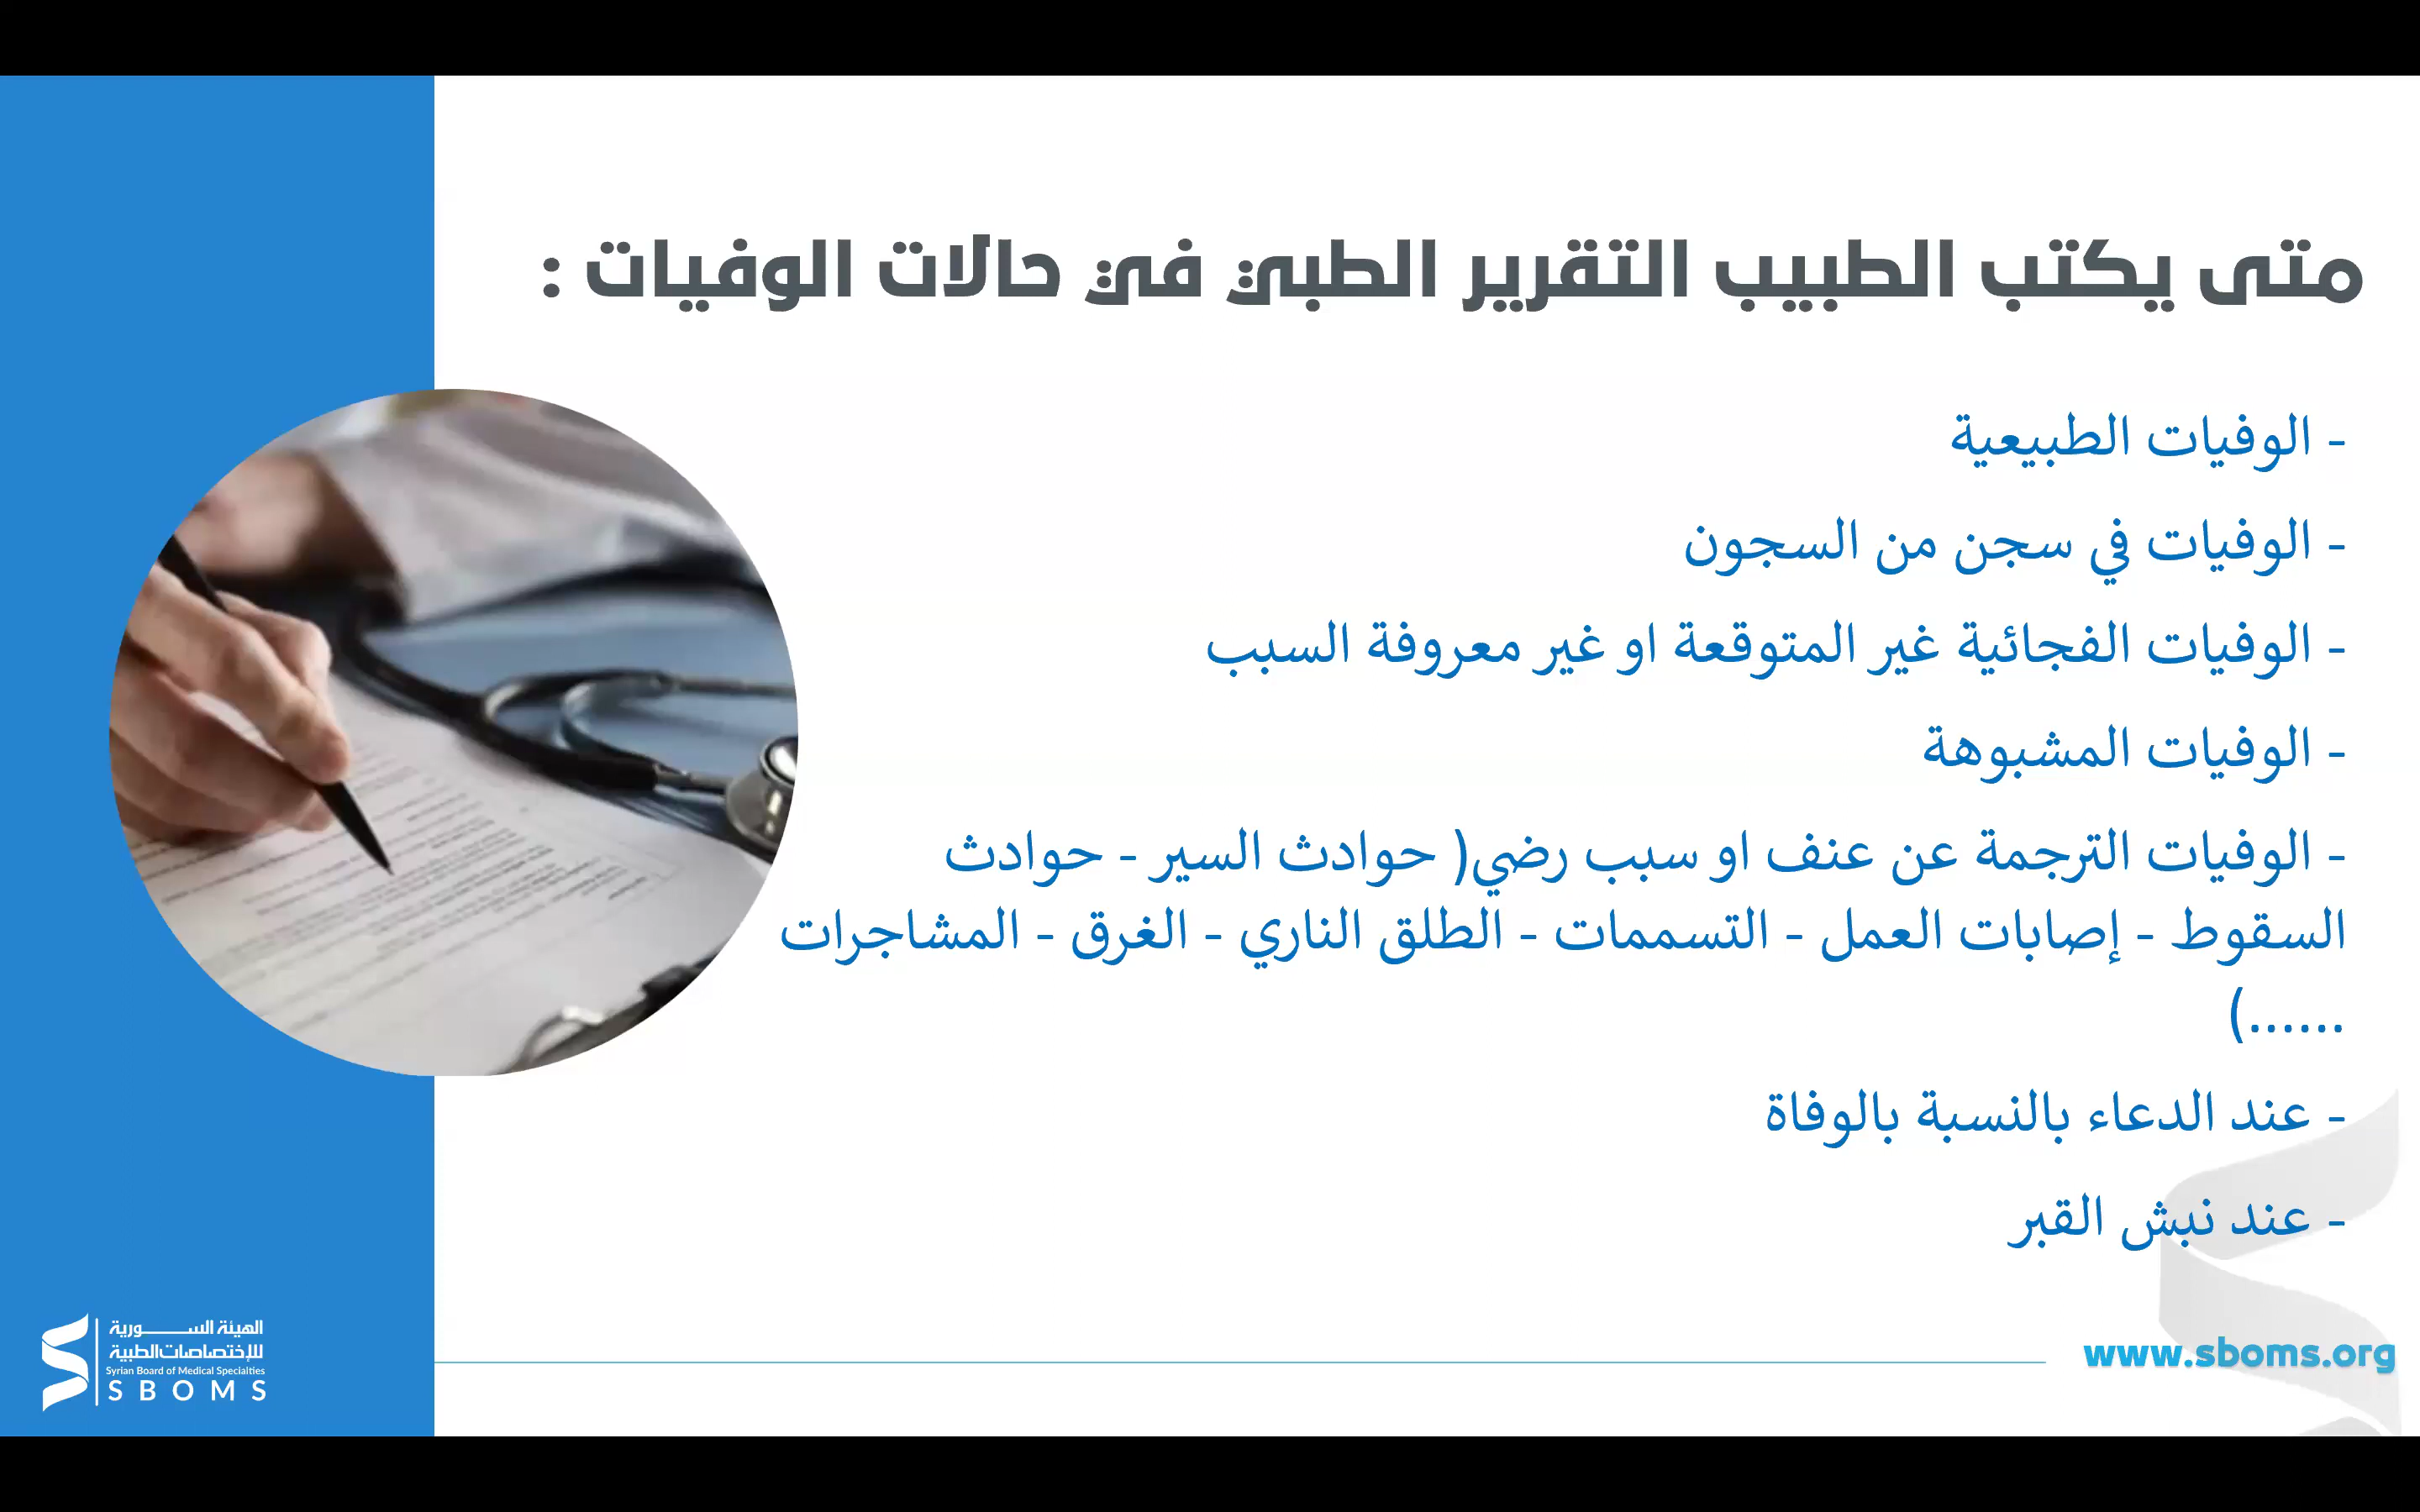 متى يكتب الطبيب التقرير الطبي في حالات الوفيات :
- الوفيات الطبيعية
- الوفيات في سجن من السجون
- الوفيات الفجائية غير المتوقعة او غير معروفة السبب
- الوفيات المشبوهة
- الوفيات الترجمة عن عنف او سبب رضي( حوادث السير - حوادث
السقوط - إصابات العمل - التسممات - الطلق الناري - الغرق - المشاجرات
......)
- عند الدعاء بالنسبة بالوفاة
- عند نبش القبر
الهيئة الســـــورية
للإختصاصات الطبية
Syrian Board of Medical Specialties
SBOMS
www.sboms.org